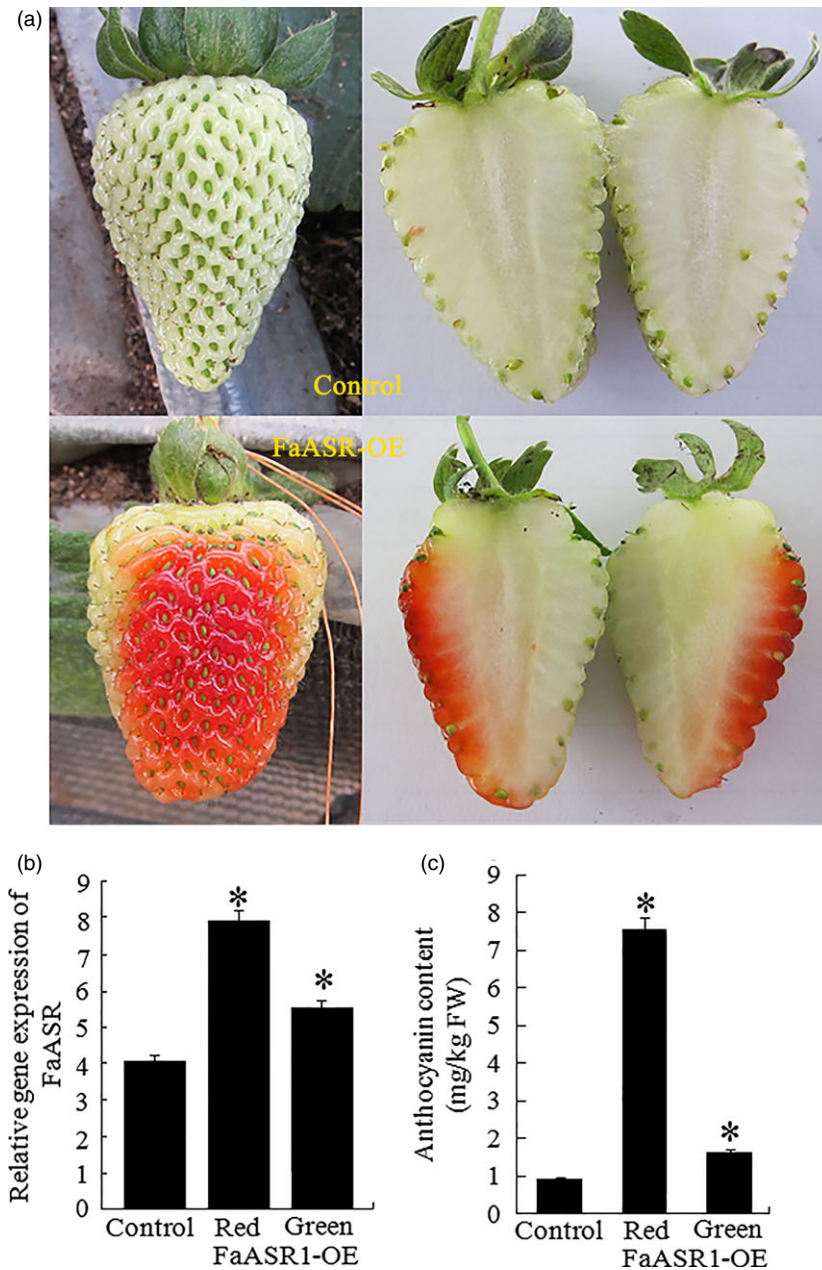 (a)
Control
FaASR-OE
(b)
Relative gene expression of
FaASR
9
8
7
6
5
4
3
2
1
0
*
*
Control Red Green
FaASR1-OE
(c)
Anthocyanin content
(mg/kg FW)
9
8
7
6
5
4
3
2
1
0
*
*
Control Red Green
FaASR1-OE